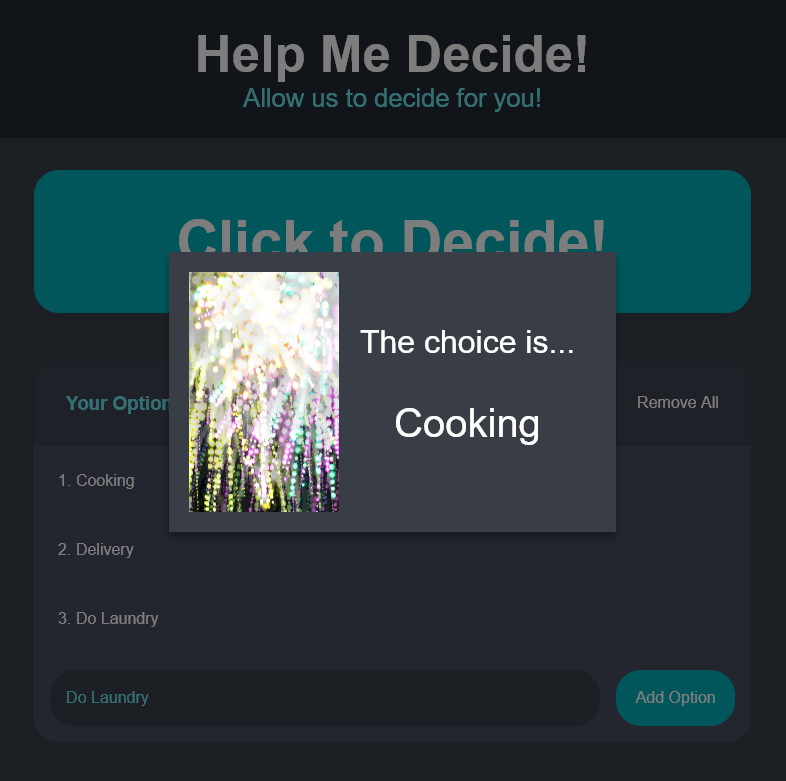 Help Me Decide!
Allow us to decide for you!
Click to Decide!
The choice is...
Cooking
Your Option
Remove All
1. Cooking
2. Delivery
3. Do Laundry
Do Laundry
Add Option